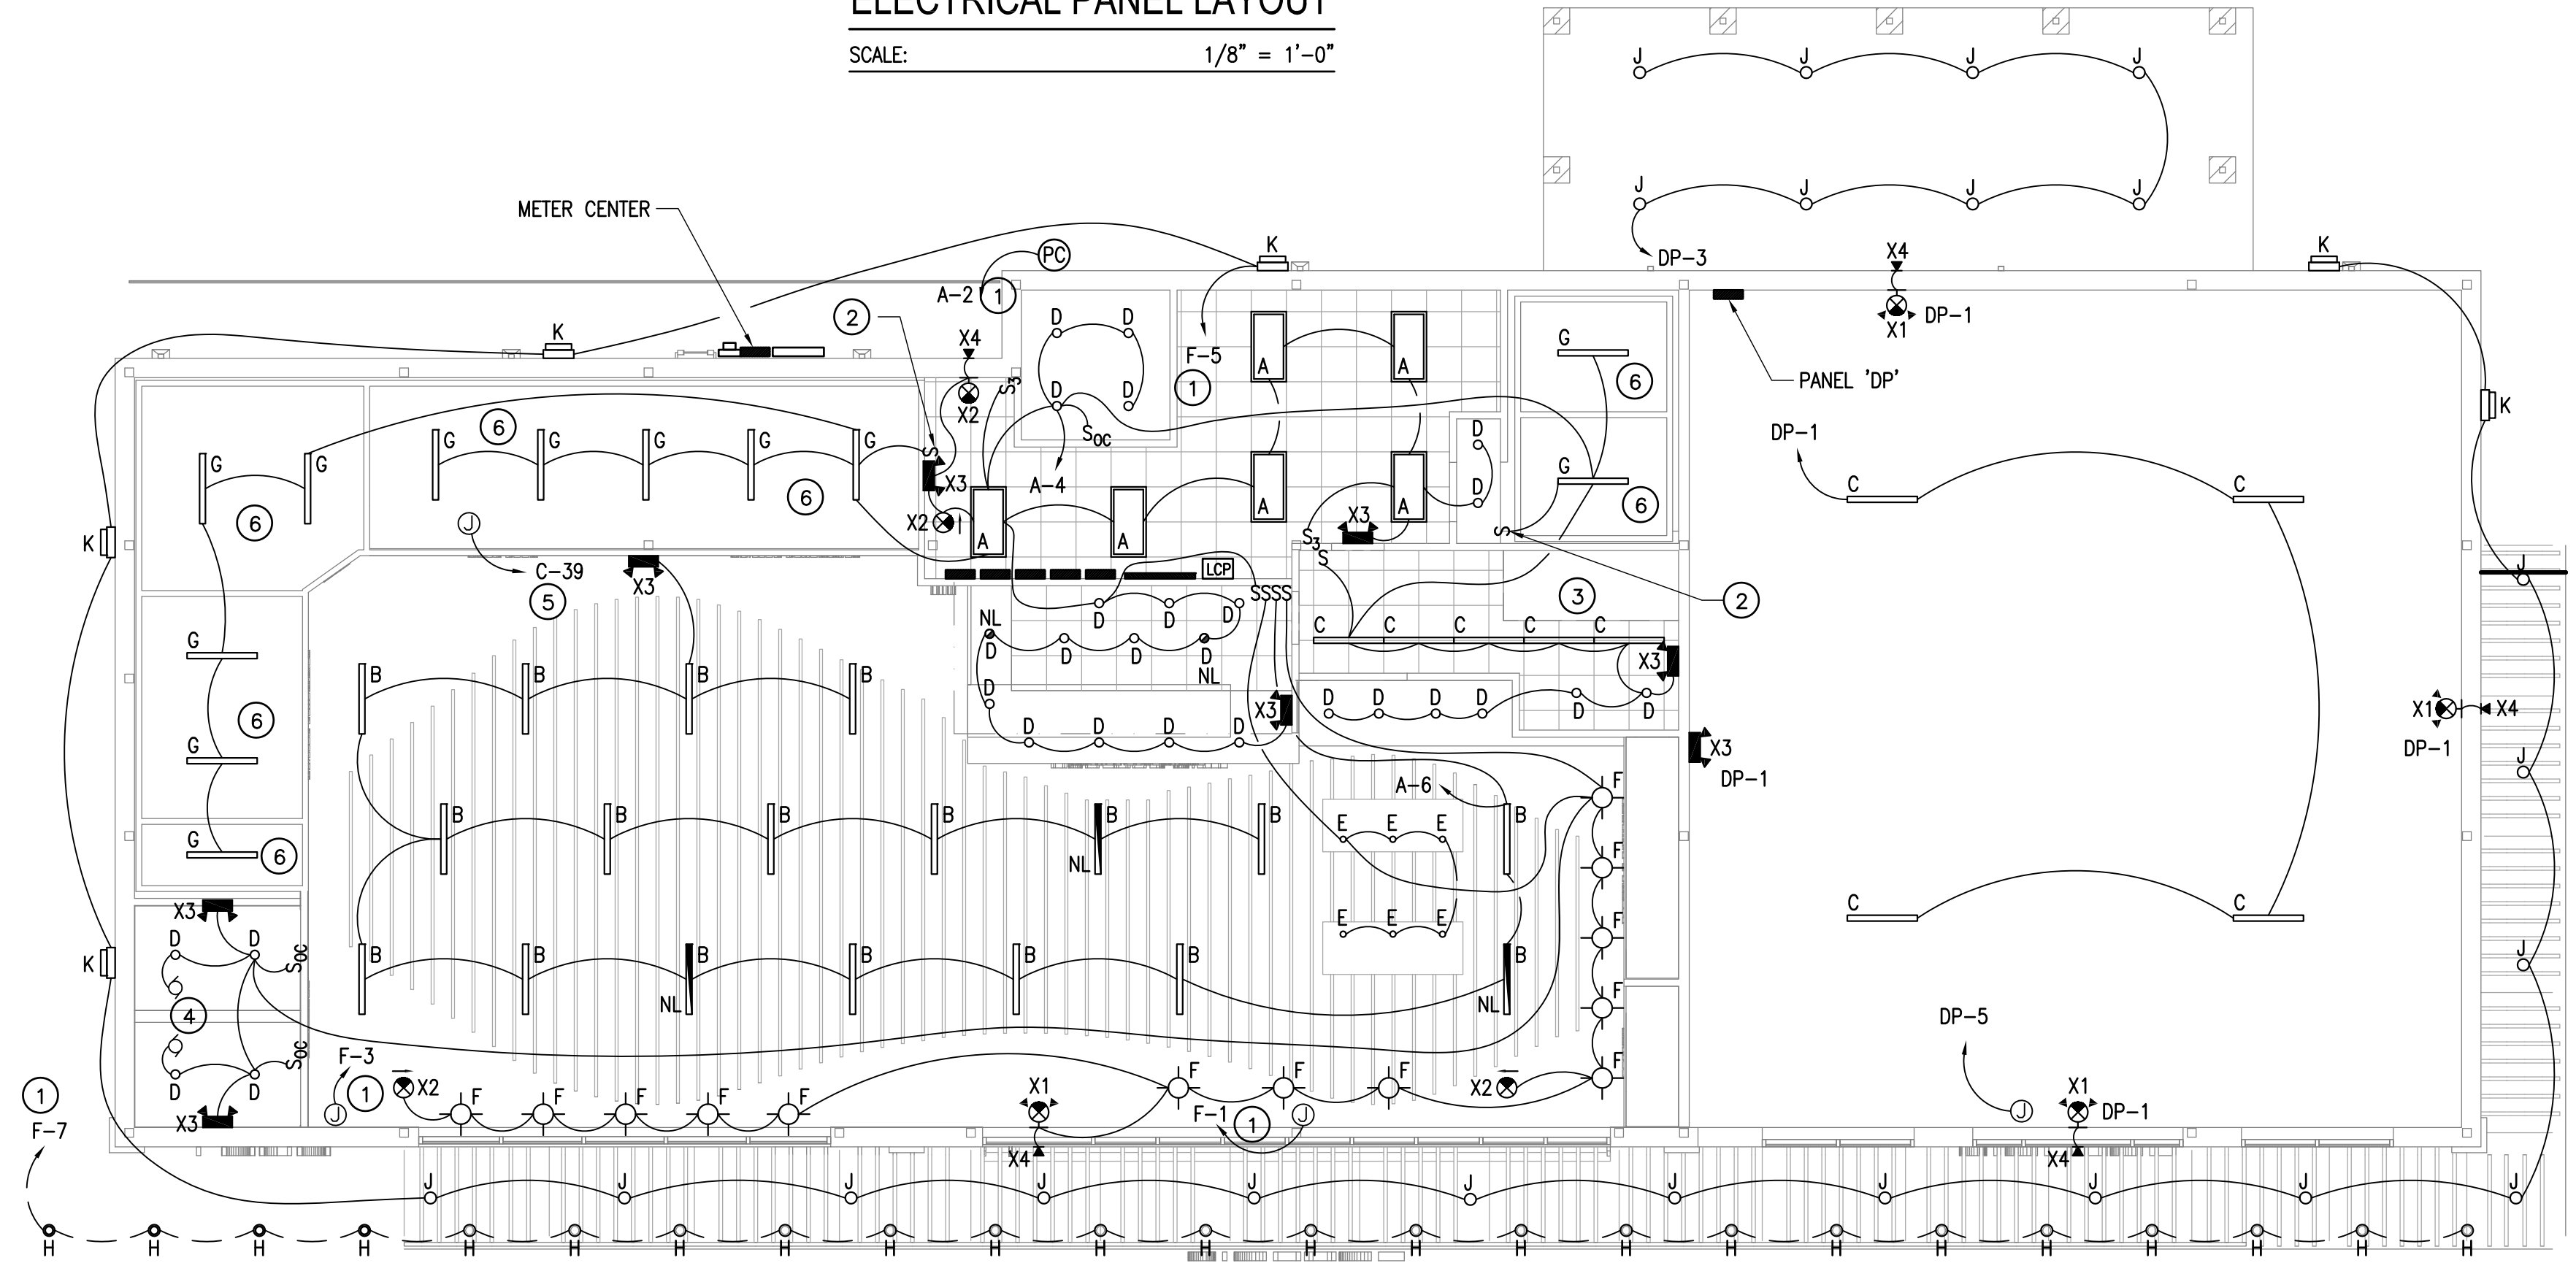 ELECTRICAL PANEL LAYOUT
SCALE: 1/8" = 1'-0"
J J J J
J J J J
DP-3
METER CENTER
K
PC
A-2 1
2
K
X4
X2
S3
D D
D D
SOC
A-4
F-5
1
A A
A A
A A
G 6
G 6
D
D
S
2
X4
X1 DP-1
PANEL 'DP'
K
K
DP-1
C C
G G
6
6
G G G G G
6
S
X3
X2
J
C-39
5
X3
K
LCP
X3
S3
S
SSSS
3
C C C C C
X3
D D D
NL
D D D D
NL
D
D D D D
X3
D D D D D D
X3
DP-1
X1 X4
DP-1
J
J
J
G
6
G
G 6
B B B B
A-6
B B B B B B B
NL
E E E
E E E
F
F
F
F
F
B B B B B B B
NL NL
C C
X3
D D
SOC
K
4
SOC
D D
X3
F-3
1
J
X2
F F F F F
X1
X4
F F F
F-1 1
J
X2
DP-5
J
X1 DP-1
X4
1
F-7
J J J J J J J J J J J
H H H H H H H H H H H H H H H H H H H H H H H H